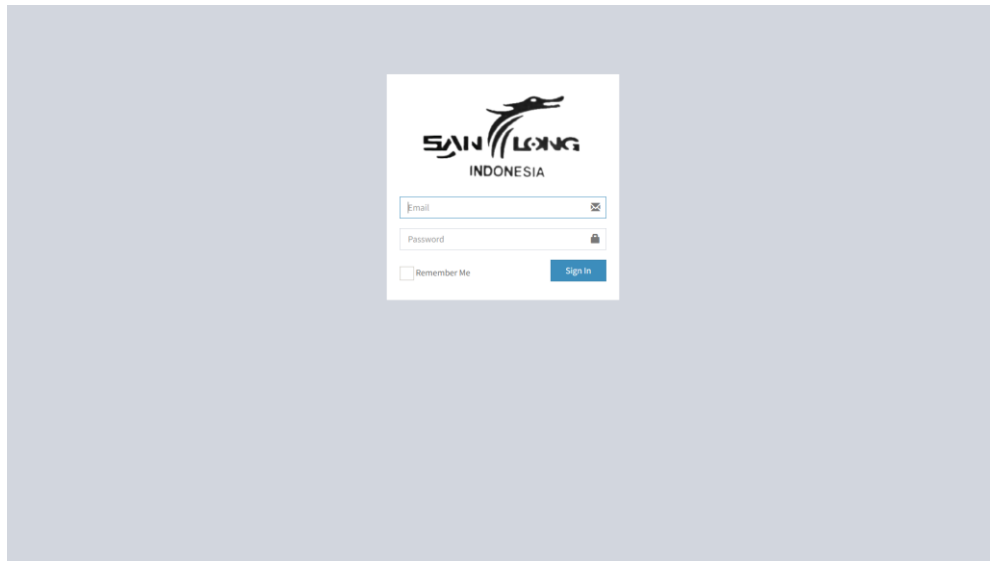 SAN LONG
INDONESIA
Email
Password
Remember Me
Sign In